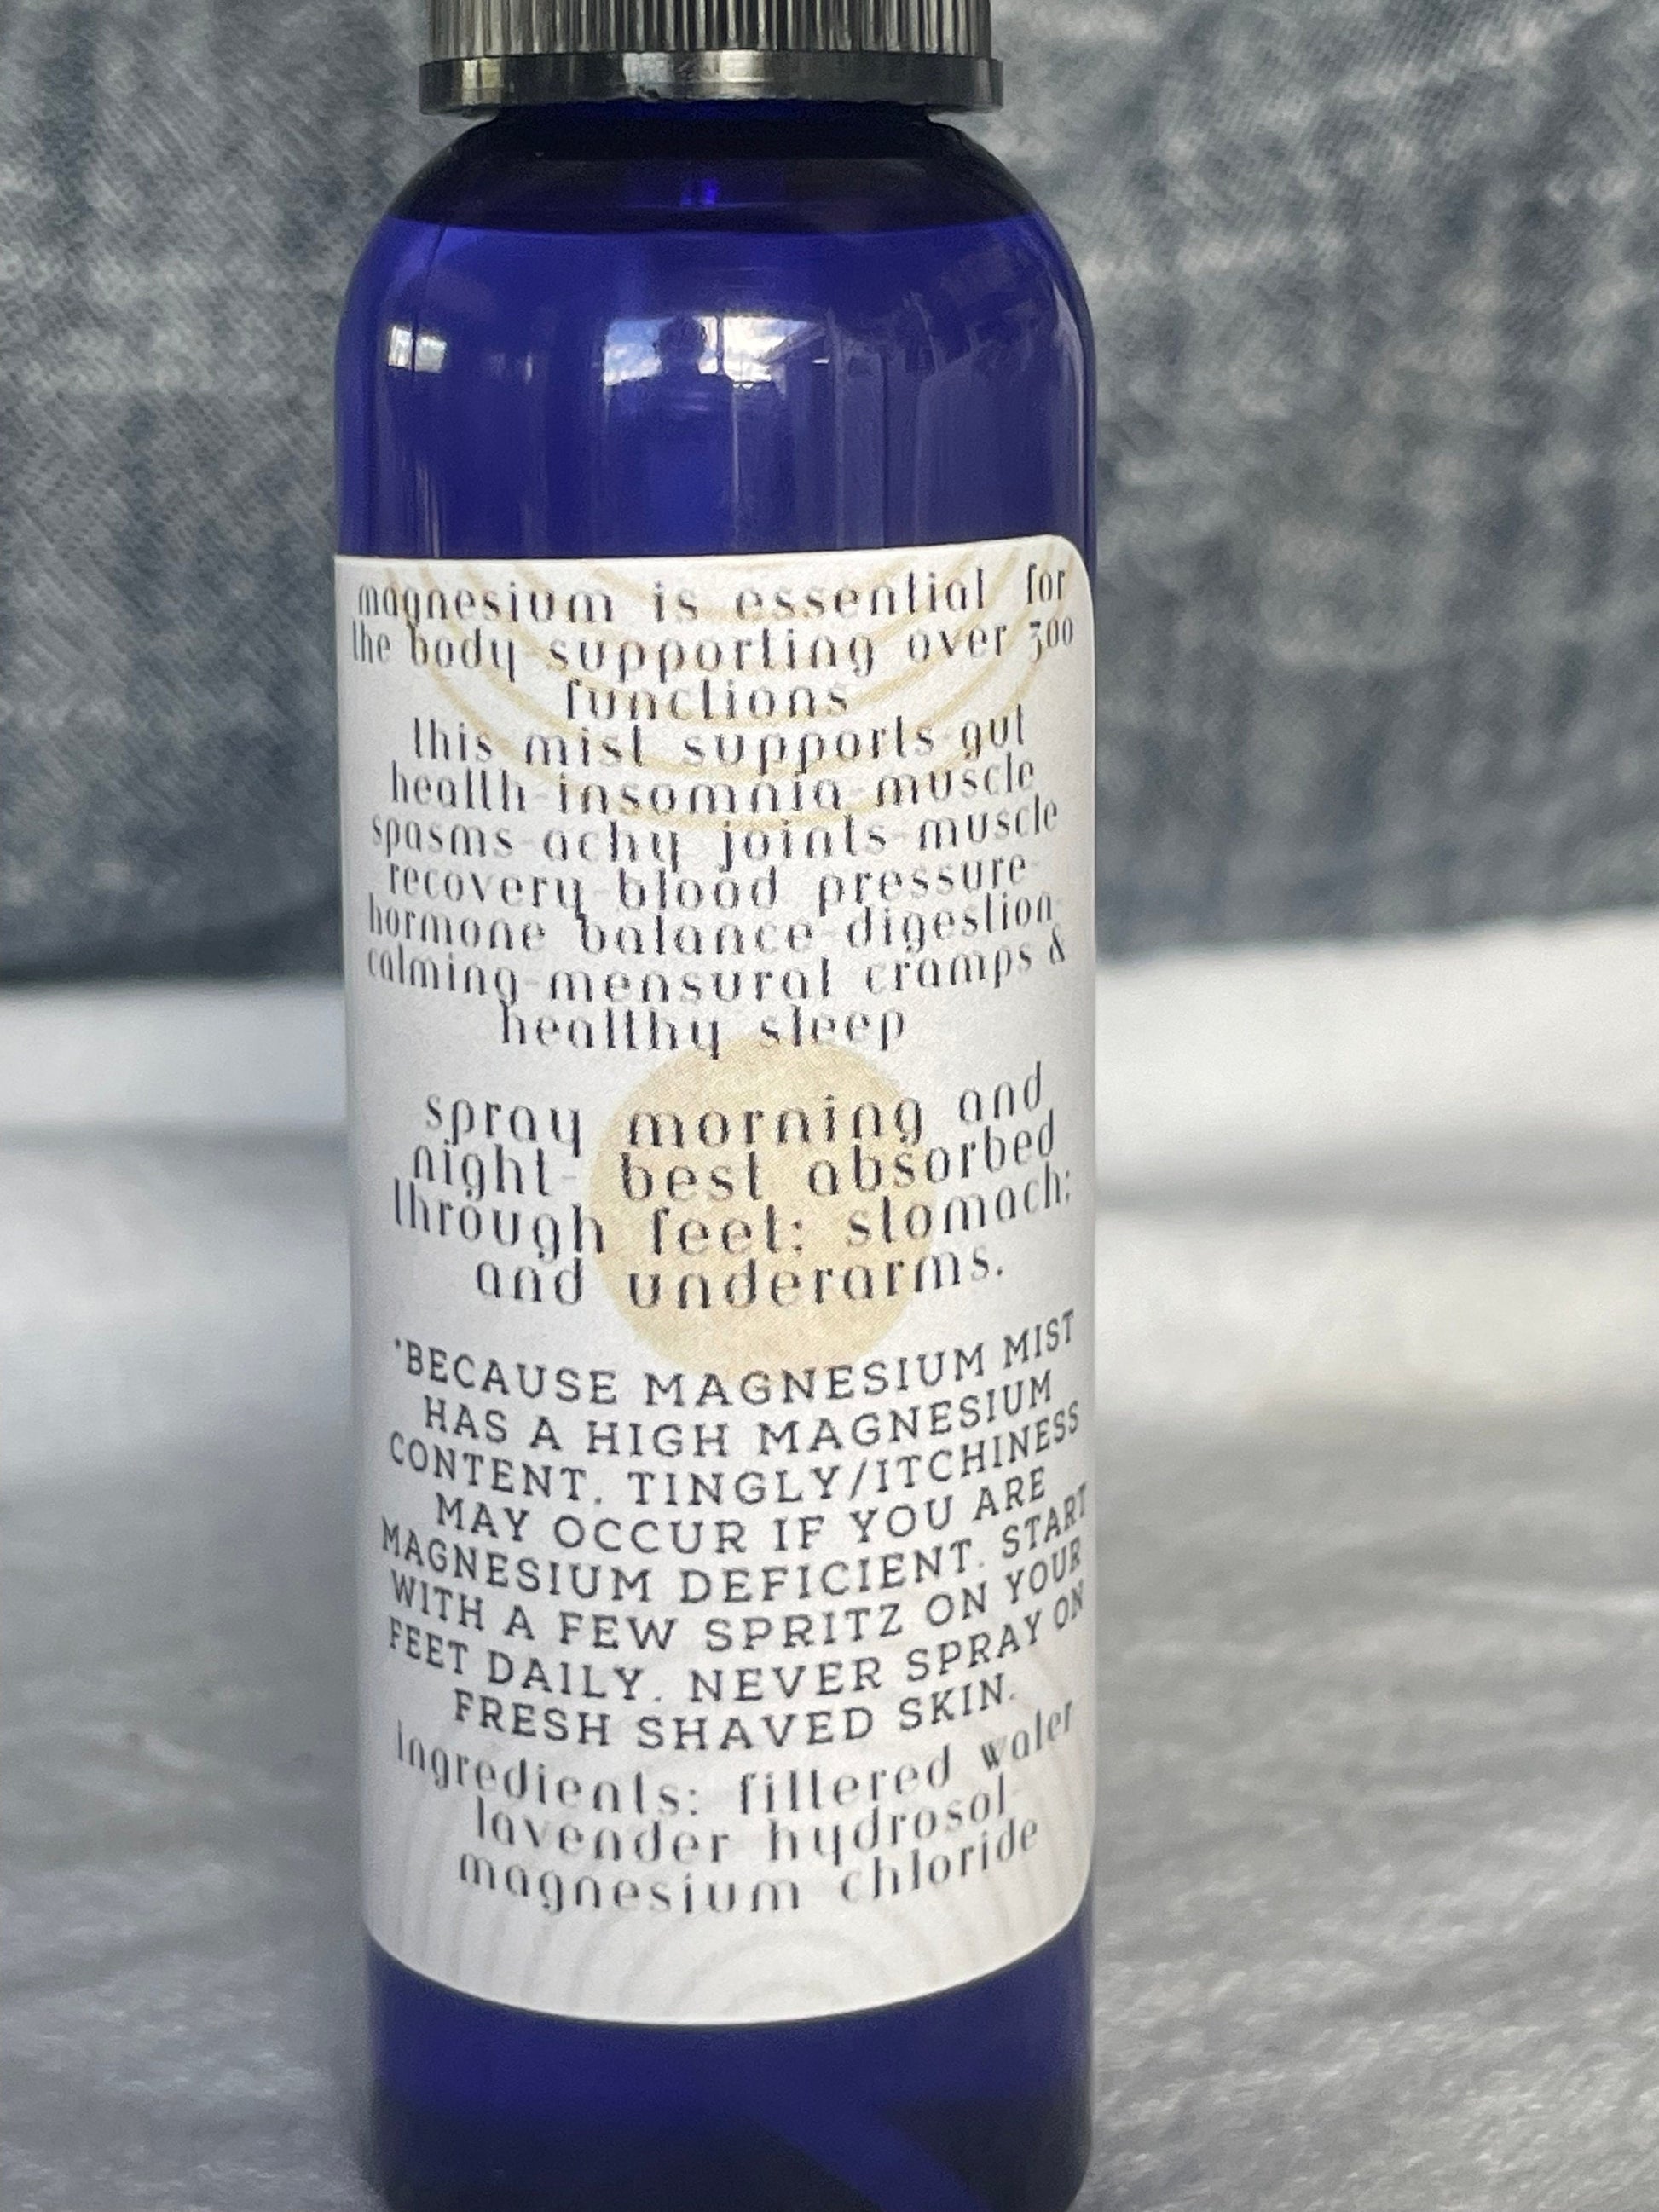 magnesium is essential for
the body supporting over 300
functions
this mist supports gut
health-insomnia-muscle
spasms-achy joints-muscle
recovery-blood pressure-
hormone balance-digestion-
calming-mensural cramps &
healthy sleep
spray morning and
night- best absorbed
through feet; stomach;
and underarms.
*BECAUSE MAGNESIUM MIST
HAS A HIGH MAGNESIUM
CONTENT, TINGLY/ITCHINESS
MAY OCCUR IF YOU ARE
MAGNESIUM DEFICIENT. START
WITH A FEW SPRITZ ON YOUR
FEET DAILY. NEVER SPRAY ON
FRESH SHAVED SKIN.
ingredients: filtered water
lavender hydrosol-
magnesium chloride